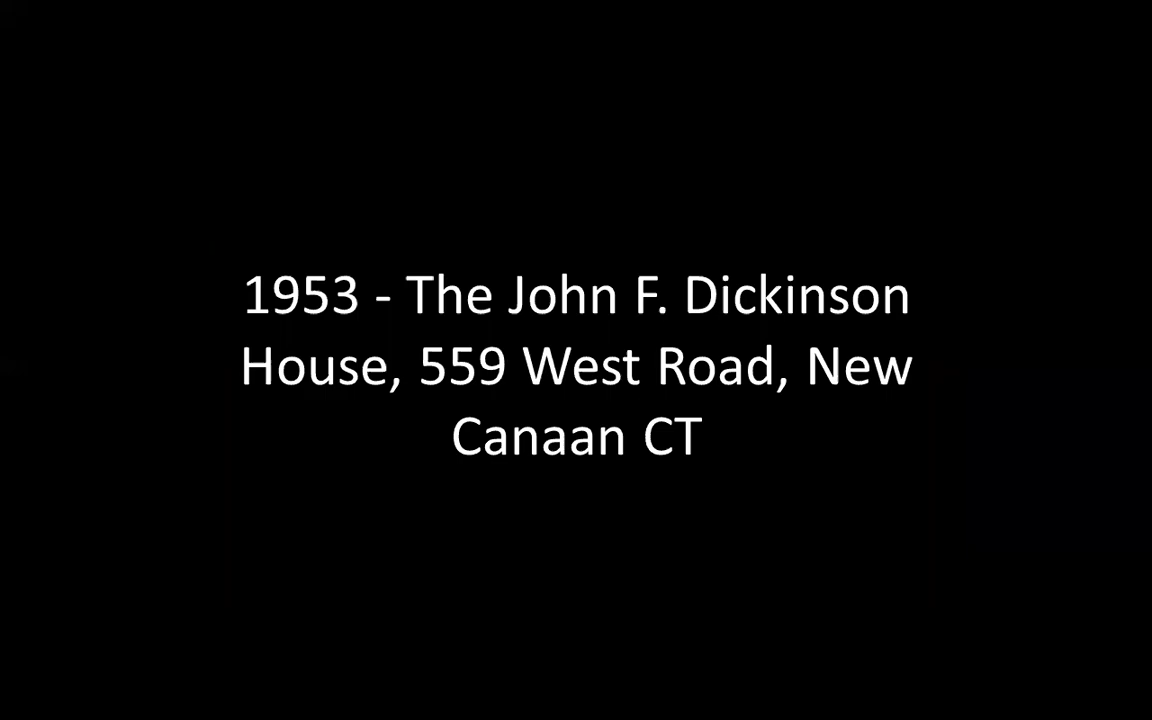 1953 - The John F. Dickinson
House, 559 West Road, New
Canaan CT